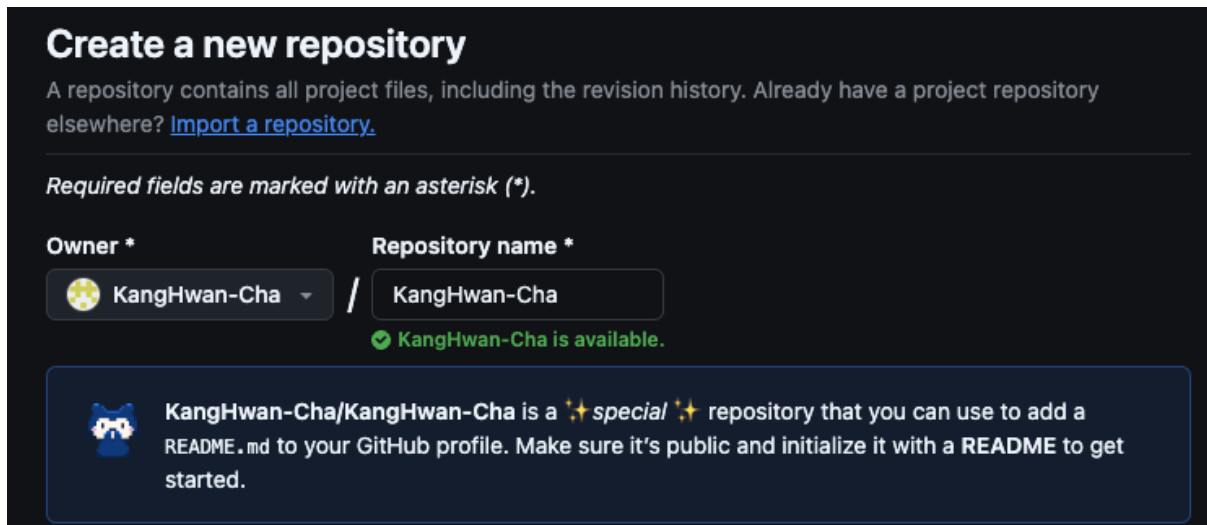 Create a new repository
A repository contains all project files, including the revision history. Already have a project repository
elsewhere? Import a repository.
Required fields are marked with an asterisk (*).
Owner *
Repository name *
KangHwan-Cha / KangHwan-Cha
KangHwan-Cha is available.
KangHwan-Cha/KangHwan-Cha is a ✨special✨ repository that you can use to add a
README.md to your GitHub profile. Make sure it’s public and initialize it with a README to get
started.